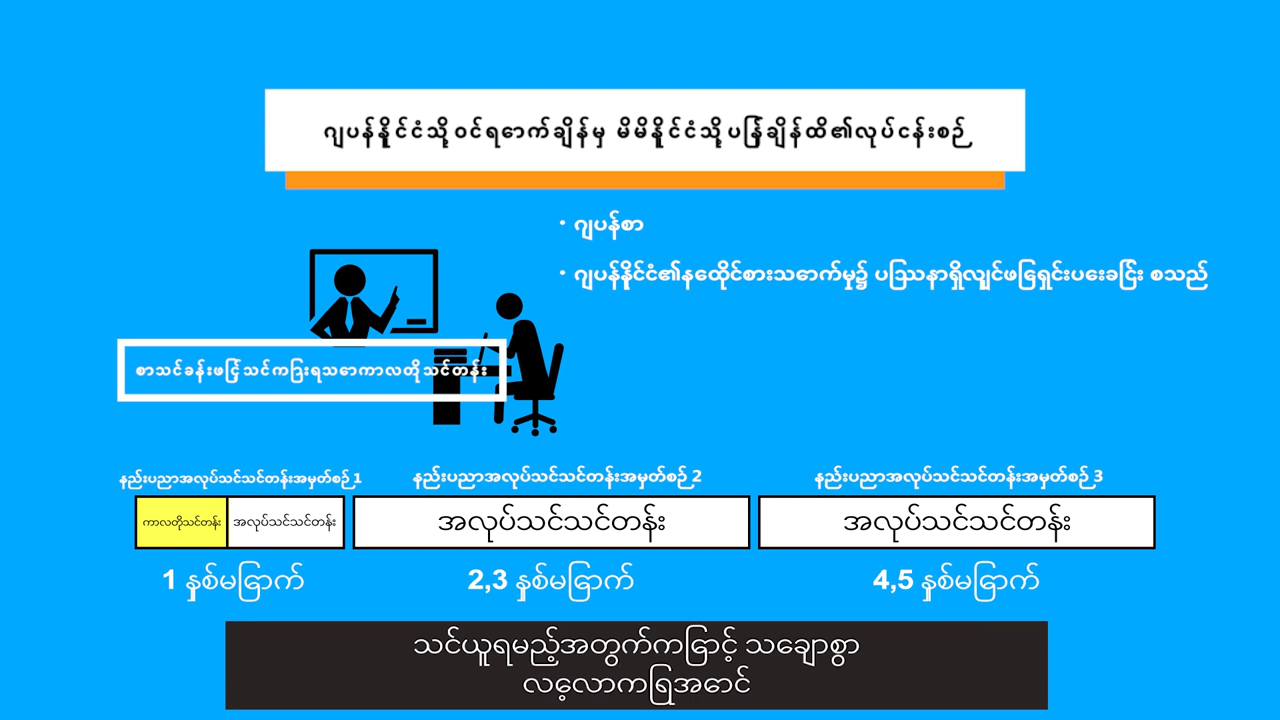 ဂျပန်နိုင်ငံသို့ဝင်ရောက်ချိန်မှ မိမိနိုင်ငံသို့ပြန်ချိန်ထိ၏လုပ်ငန်းစဉ်
・ဂျပန်စာ
・ဂျပန်နိုင်ငံ၏နေထိုင်စားသောက်မှု၌ ပြဿနာရှိလျှင်ဖြေရှင်းပေးခြင်း စသည်
စာသင်ခန်းဖြင့်သင်ကြားရသောကာလတိုသင်တန်း
နည်းပညာအလုပ်သင်သင်တန်းအမှတ်စဉ် 1
နည်းပညာအလုပ်သင်သင်တန်းအမှတ်စဉ် 2
နည်းပညာအလုပ်သင်သင်တန်းအမှတ်စဉ် 3
ကာလတိုသင်တန်း
အလုပ်သင်သင်တန်း
အလုပ်သင်သင်တန်း
အလုပ်သင်သင်တန်း
1 နှစ်မြောက်
2,3 နှစ်မြောက်
4,5 နှစ်မြောက်
သင်ယူရမည့်အတွက်ကြောင့် သေချာစွာ
လေ့လာကြရအောင်